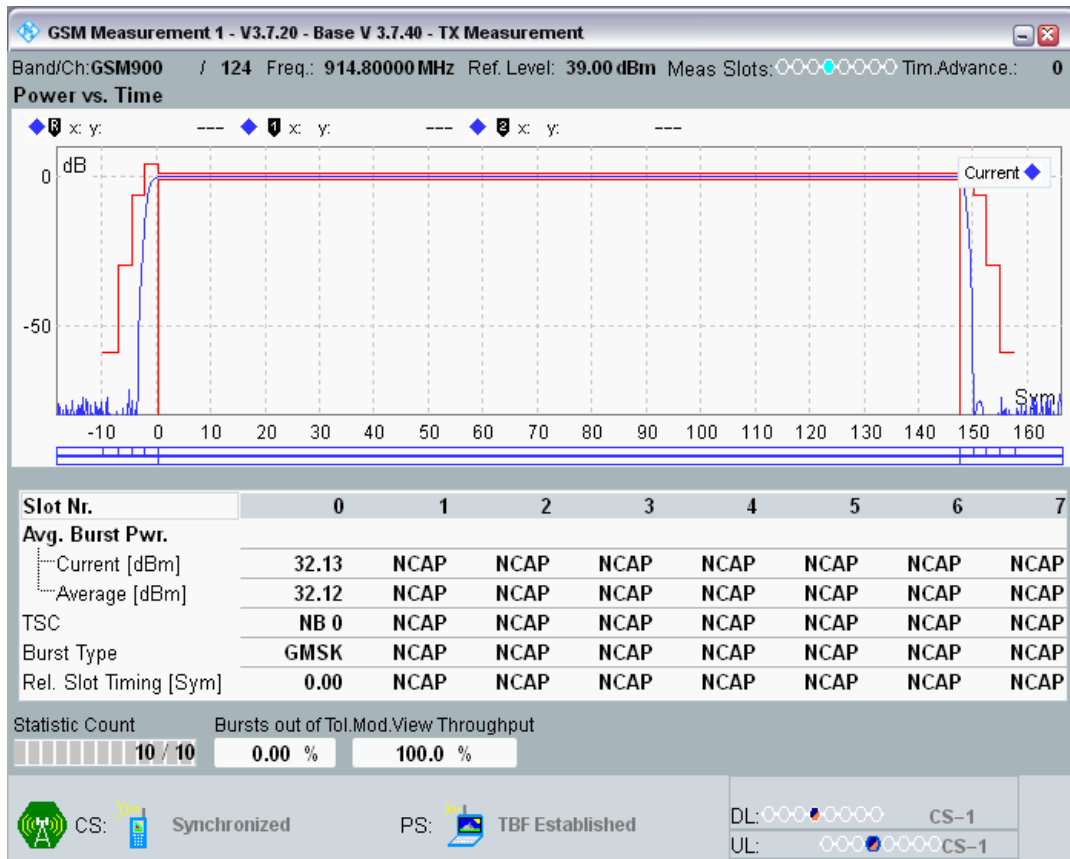 GSM Measurement 1 - V3.7.20 - Base V 3.7.40 - TX Measurement
Band/Ch:GSM900 / 124 Freq.: 914.80000 MHz Ref. Level: 39.00 dBm Meas Slots: Tim.Advance.: 0
Power vs. Time
R x: y: --- 1 x: y: --- 2 x: y: ---
dB
Current
0
-50
Sym
-10 0 10 20 30 40 50 60 70 80 90 100 110 120 130 140 150 160
Slot Nr. 0 1 2 3 4 5 6 7
Avg. Burst Pwr.
Current [dBm] 32.13 NCAP NCAP NCAP NCAP NCAP NCAP NCAP
Average [dBm] 32.12 NCAP NCAP NCAP NCAP NCAP NCAP NCAP
TSC NB 0 NCAP NCAP NCAP NCAP NCAP NCAP NCAP
Burst Type GMSK NCAP NCAP NCAP NCAP NCAP NCAP NCAP
Rel. Slot Timing [Sym] 0.00 NCAP NCAP NCAP NCAP NCAP NCAP NCAP
Statistic Count Bursts out of Tol. Mod.View Throughput
10 / 10 0.00 % 100.0 %
CS: Synchronized PS: TBF Established
DL: CS-1
UL: CS-1